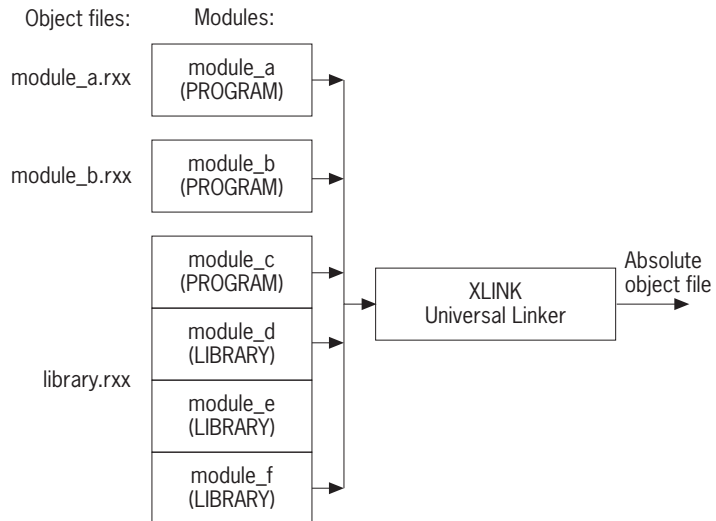 Object files:
Modules:
module_a.rxx
module_a
(PROGRAM)
module_b.rxx
module_b
(PROGRAM)
library.rxx
module_c
(PROGRAM)
module_d
(LIBRARY)
module_e
(LIBRARY)
module_f
(LIBRARY)
XLINK
Universal Linker
Absolute
object file